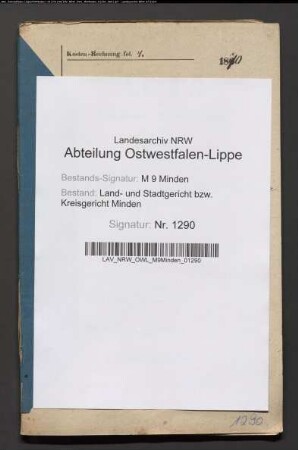 Kosten-Rechnung fol. 1/.
Landesarchiv NRW
Abteilung Ostwestfalen-Lippe
Bestands-Signatur: M 9 Minden
Bestand: Land- und Stadtgericht bzw.
Kreisgericht Minden
Signatur: Nr. 1290
LAV_NRW_OWL_M9Minden_01290
1290